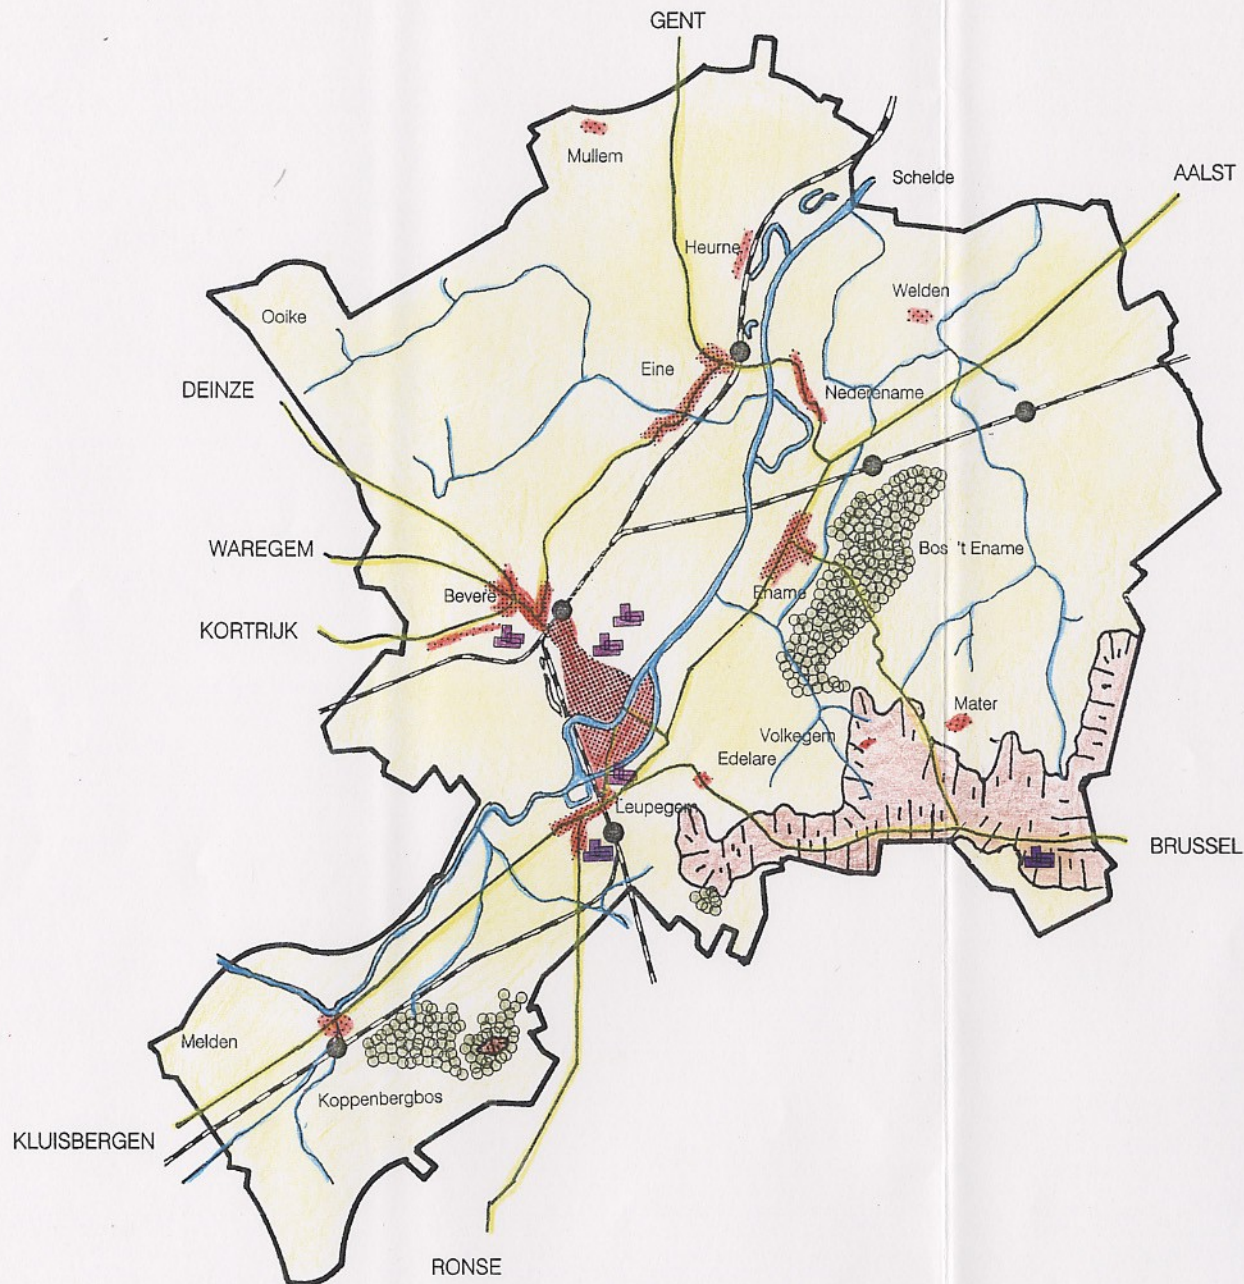 GENT
Mullem
AALST
Schelde
Heurne
Welden
Ooike
Eine
DEINZE
Nederename
WAREGEM
Bos 't Ename
Bevere
Ename
KORTRIJK
Mater
Volkegem
Edelare
Leupegem
BRUSSEL
Melden
Koppenbergbos
KLUISBERGEN
RONSE